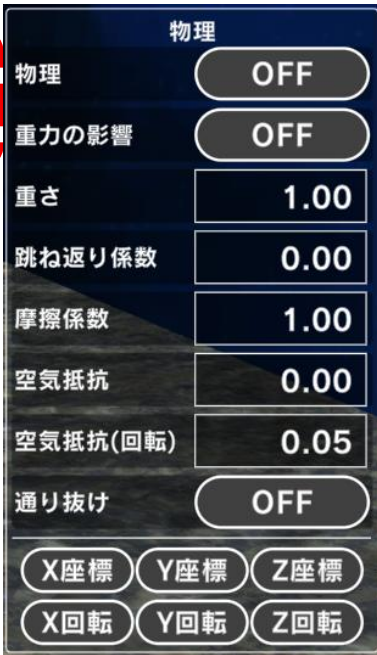 物理
物理 OFF
重力の影響 OFF
重さ 1.00
跳ね返り係数 0.00
摩擦係数 1.00
空気抵抗 0.00
空気抵抗(回転) 0.05
通り抜け OFF
X座標 Y座標 Z座標
X回転 Y回転 Z回転